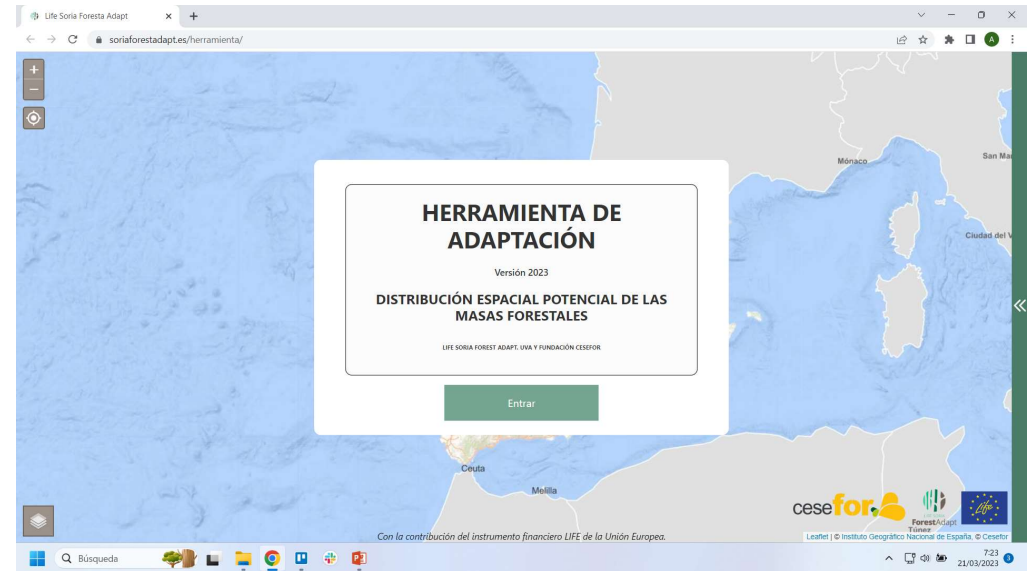 Life Soria Foresta Adapt
soriaforestadapt.es/herramienta/
A
+
−
Mónaco
San Mar
Ciudad del V
HERRAMIENTA DE
ADAPTACIÓN
Versión 2023
DISTRIBUCIÓN ESPACIAL POTENCIAL DE LAS
MASAS FORESTALES
LIFE SORIA FOREST ADAPT. UVA Y FUNDACIÓN CESEFOR
Entrar
Ceuta
Melilla
cesefor
ForestAdapt
Life
Túnez
Con la contribución del instrumento financiero LIFE de la Unión Europea.
Leaflet | © Instituto Geográfico Nacional de España, © Cesefor
Búsqueda
7:23
21/03/2023
3